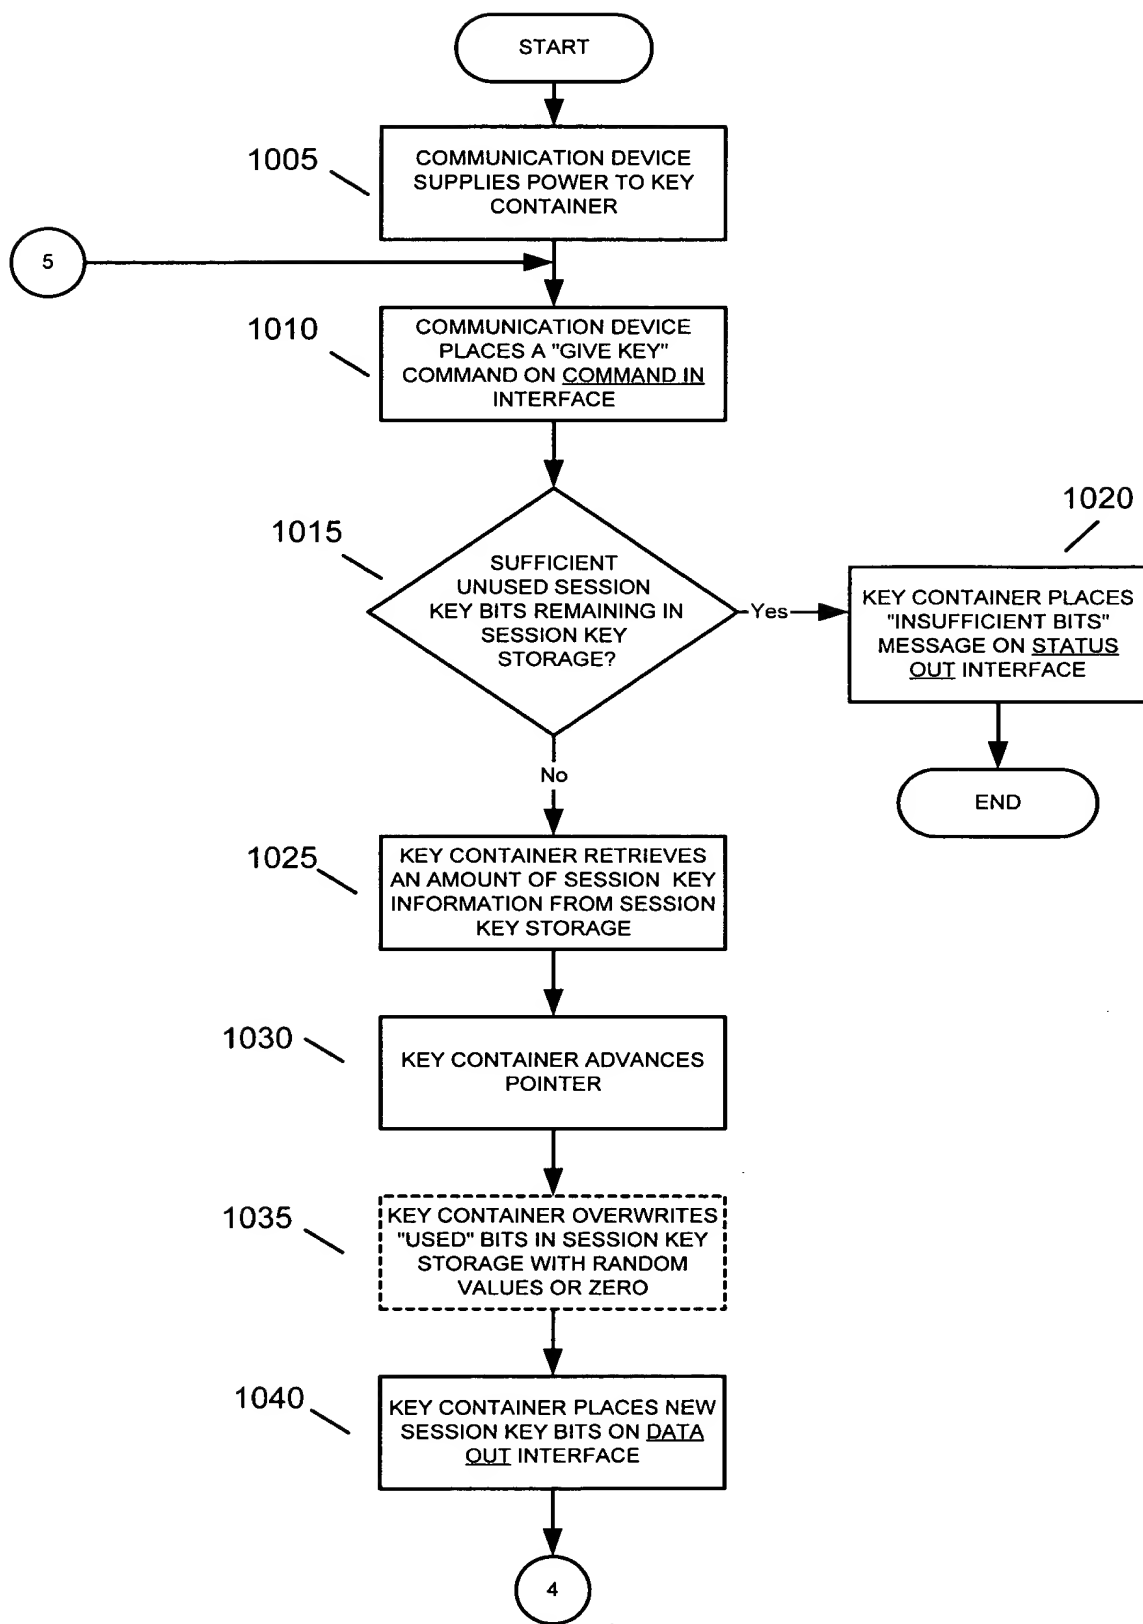 START
1005
COMMUNICATION DEVICE
SUPPLIES POWER TO KEY
CONTAINER
5
1010
COMMUNICATION DEVICE
PLACES A "GIVE KEY"
COMMAND ON COMMAND IN
INTERFACE
1015
SUFFICIENT
UNUSED SESSION
KEY BITS REMAINING IN
SESSION KEY
STORAGE?
Yes
1020
KEY CONTAINER PLACES
"INSUFFICIENT BITS"
MESSAGE ON STATUS
OUT INTERFACE
END
No
1025
KEY CONTAINER RETRIEVES
AN AMOUNT OF SESSION KEY
INFORMATION FROM SESSION
KEY STORAGE
1030
KEY CONTAINER ADVANCES
POINTER
1035
KEY CONTAINER OVERWRITES
"USED" BITS IN SESSION KEY
STORAGE WITH RANDOM
VALUES OR ZERO
1040
KEY CONTAINER PLACES NEW
SESSION KEY BITS ON DATA
OUT INTERFACE
4